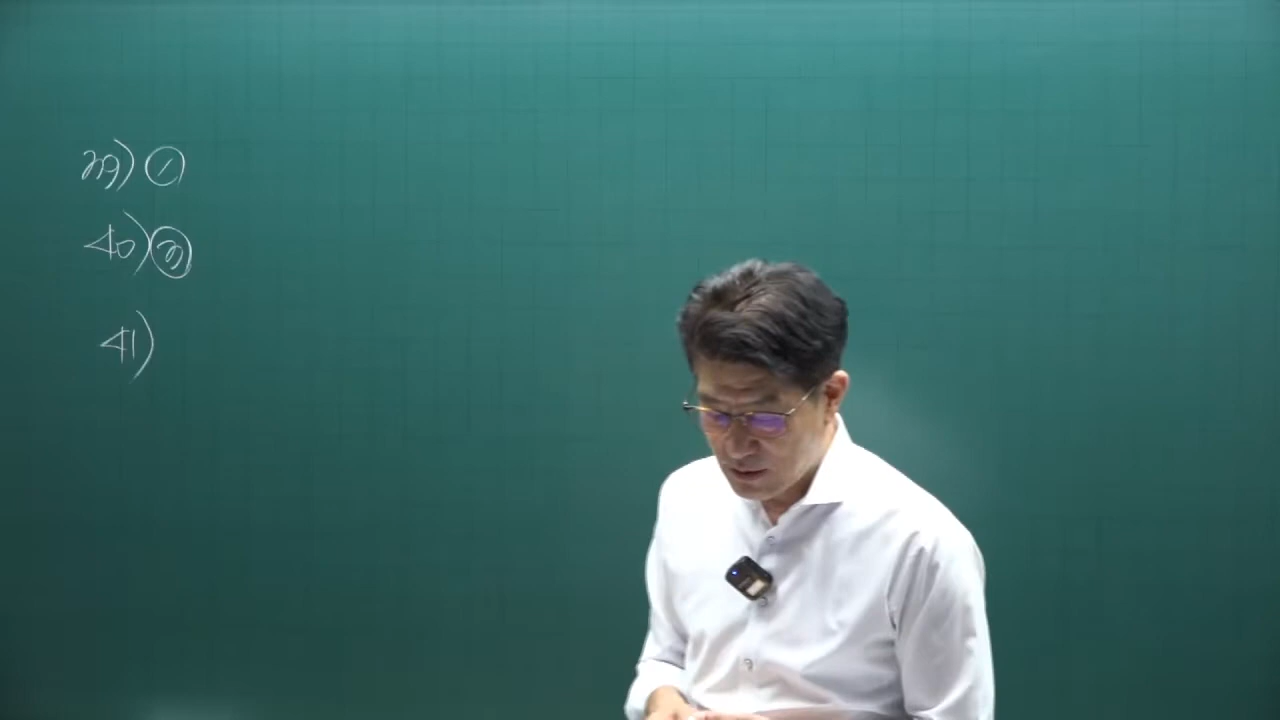 39) ①
40) ③
41)